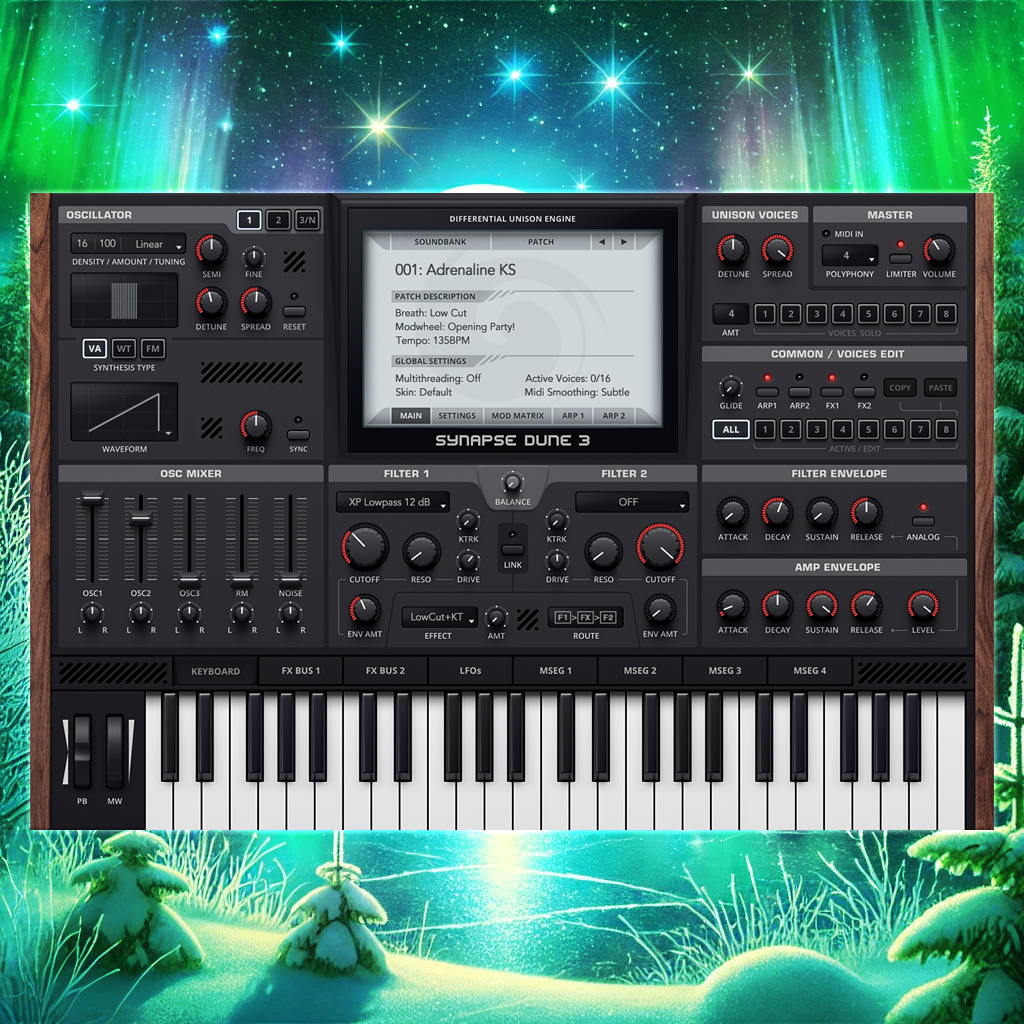 OSCILLATOR
1 2 3/N
16 100 Linear
DENSITY / AMOUNT / TUNING
SEMI FINE
DETUNE SPREAD RESET
VA WT FM
SYNTHESIS TYPE
WAVEFORM FREQ SYNC
DIFFERENTIAL UNISON ENGINE
SOUNDBANK PATCH
001: Adrenaline KS
PATCH DESCRIPTION
Breath: Low Cut
Modwheel: Opening Party!
Tempo: 135BPM
GLOBAL SETTINGS
Multithreading: Off Active Voices: 0/16
Skin: Default Midi Smoothing: Subtle
MAIN SETTINGS MOD MATRIX ARP 1 ARP 2
SYNAPSE DUNE 3
UNISON VOICES
DETUNE SPREAD
MASTER
MIDI IN
4
POLYPHONY LIMITER VOLUME
4 1 2 3 4 5 6 7 8
AMT VOICES SOLO
COMMON / VOICES EDIT
COPY PASTE
GLIDE ARP1 ARP2 FX1 FX2
ALL 1 2 3 4 5 6 7 8
ACTIVE / EDIT
OSC MIXER
OSC1 OSC2 OSC3 RM NOISE
L R L R L R L R L R
FILTER 1 FILTER 2
BALANCE
XP Lowpass 12 dB OFF
KTRK KTRK
LINK
CUTOFF RESO DRIVE DRIVE RESO CUTOFF
LowCut+KT F1>FX>F2
ENV AMT EFFECT AMT ROUTE ENV AMT
FILTER ENVELOPE
ATTACK DECAY SUSTAIN RELEASE ANALOG
AMP ENVELOPE
ATTACK DECAY SUSTAIN RELEASE LEVEL
KEYBOARD FX BUS 1 FX BUS 2 LFOs MSEG 1 MSEG 2 MSEG 3 MSEG 4
PB MW